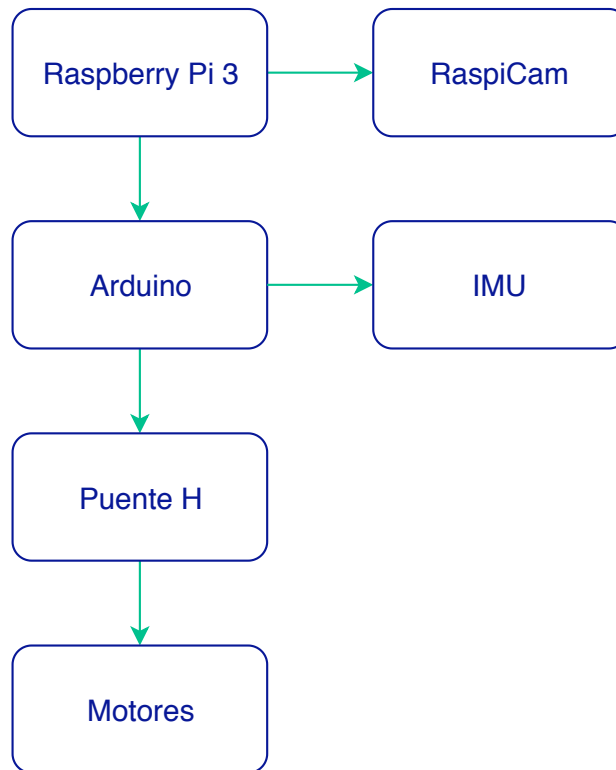 Raspberry Pi 3
RaspiCam
Arduino
IMU
Puente H
Motores